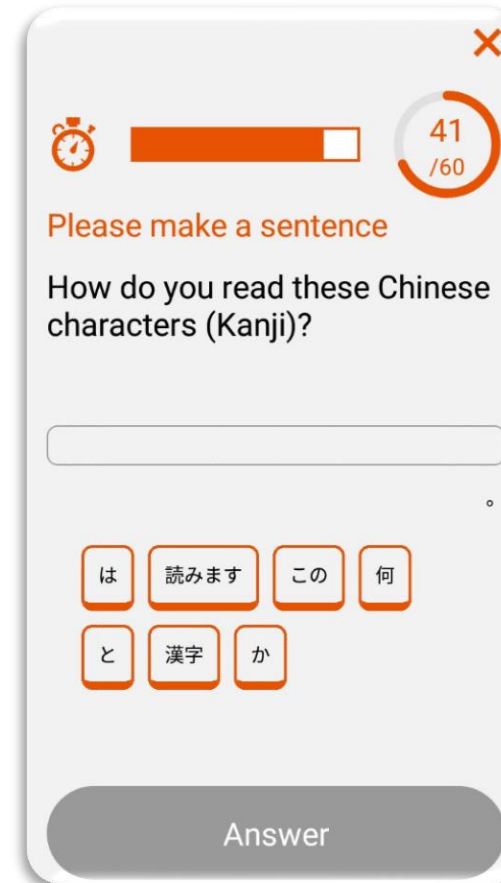 41
/60
Please make a sentence
How do you read these Chinese
characters (Kanji)?
。
は 読みます この 何
と 漢字 か
Answer